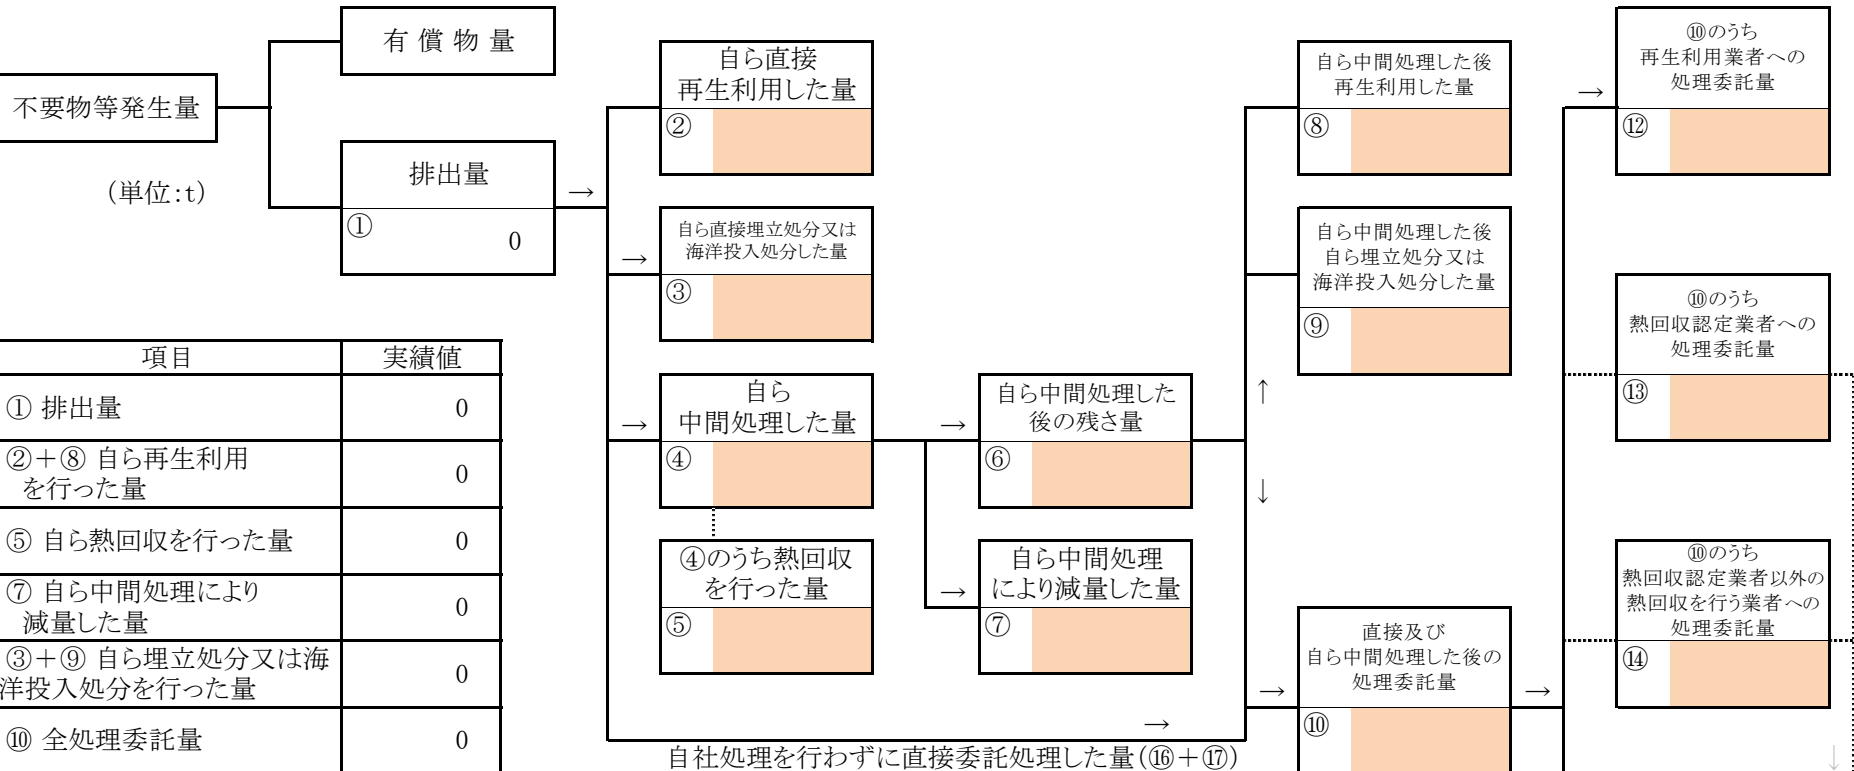 不要物等発生量
(単位:t)
有 償 物 量
排出量
①
0
→
自ら直接
再生利用した量
②
→
自ら直接埋立処分又は
海洋投入処分した量
③
→
自ら
中間処理した量
④
④のうち熱回収
を行った量
⑤
→
自ら中間処理した
後の残さ量
⑥
→
自ら中間処理
により減量した量
⑦
↑
↓
自ら中間処理した後
再生利用した量
⑧
自ら中間処理した後
自ら埋立処分又は
海洋投入処分した量
⑨
→
自社処理を行わずに直接委託処理した量(⑯+⑰)
→
直接及び
自ら中間処理した後の
処理委託量
⑩
→
→
⑩のうち
再生利用業者への
処理委託量
⑫
⑩のうち
熱回収認定業者への
処理委託量
⑬
⑩のうち
熱回収認定業者以外の
熱回収を行う業者への
処理委託量
⑭
↓
項目 実績値
① 排出量 0
②+⑧ 自ら再生利用
を行った量 0
⑤ 自ら熱回収を行った量 0
⑦ 自ら中間処理により
減量した量 0
③+⑨ 自ら埋立処分又は海
洋投入処分を行った量 0
⑩ 全処理委託量 0